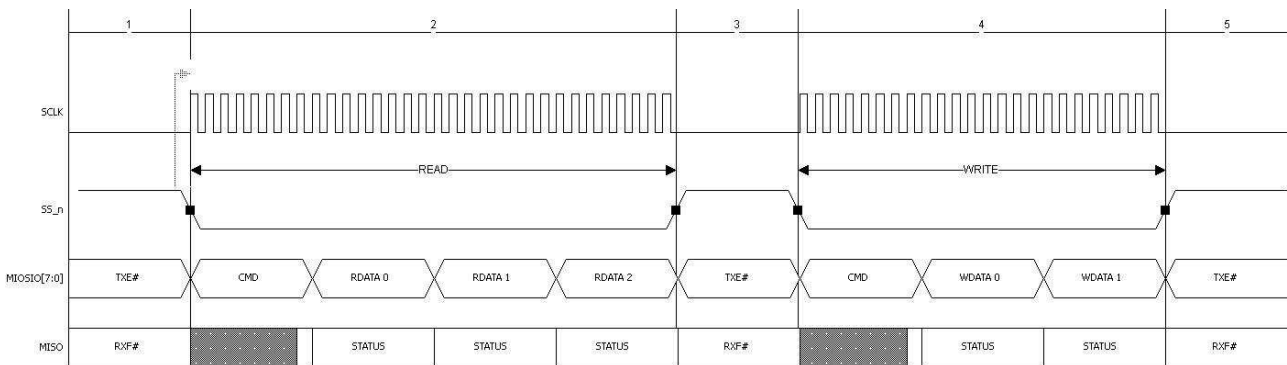 1 2 3 4 5
SCLK
READ WRITE
SS_n
MIOSIO[7:0] TXE# CMD RDATA 0 RDATA 1 RDATA 2 TXE# CMD WDATA 0 WDATA 1 TXE#
MISO RXF# STATUS STATUS STATUS RXF# STATUS STATUS RXF#